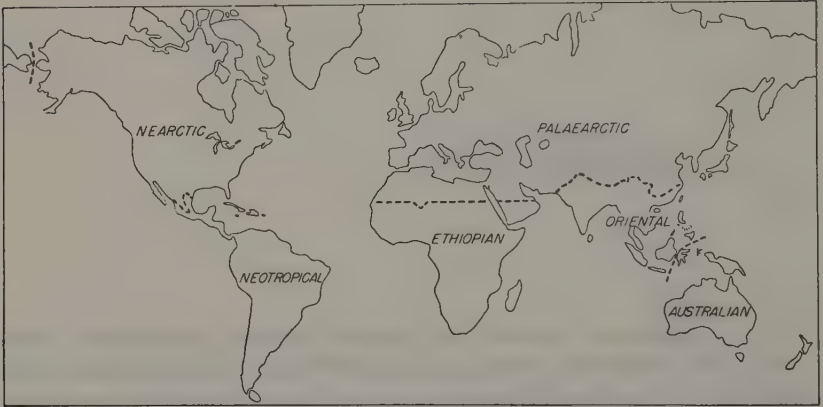 NEARCTIC
PALAEARCTIC
ORIENTAL
ETHIOPIAN
NEOTROPICAL
AUSTRALIAN